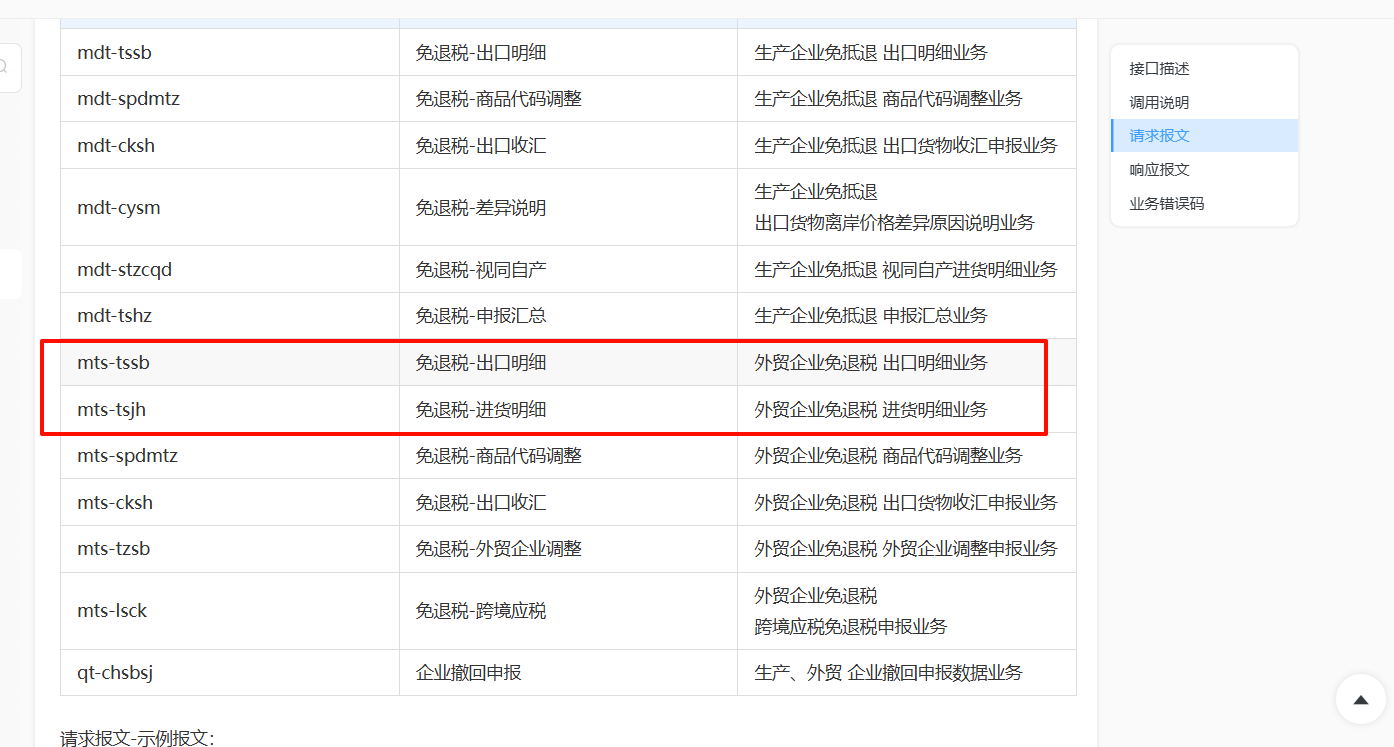 mdt-tssb 免退税-出口明细 生产企业免抵退 出口明细业务
mdt-spdmtz 免退税-商品代码调整 生产企业免抵退 商品代码调整业务
mdt-cksh 免退税-出口收汇 生产企业免抵退 出口货物收汇申报业务
mdt-cysm 免退税-差异说明 生产企业免抵退
出口货物离岸价格差异原因说明业务
mdt-stzcqd 免退税-视同自产 生产企业免抵退 视同自产进货明细业务
mdt-tshz 免退税-申报汇总 生产企业免抵退 申报汇总业务
mts-tssb 免退税-出口明细 外贸企业免退税 出口明细业务
mts-tsjh 免退税-进货明细 外贸企业免退税 进货明细业务
mts-spdmtz 免退税-商品代码调整 外贸企业免退税 商品代码调整业务
mts-cksh 免退税-出口收汇 外贸企业免退税 出口货物收汇申报业务
mts-tzsb 免退税-外贸企业调整 外贸企业免退税 外贸企业调整申报业务
mts-lsck 免退税-跨境应税 外贸企业免退税
跨境应税免退税申报业务
qt-chsbsj 企业撤回申报 生产、外贸 企业撤回申报数据业务
请求报文-示例报文:
接口描述
调用说明
请求报文
响应报文
业务错误码